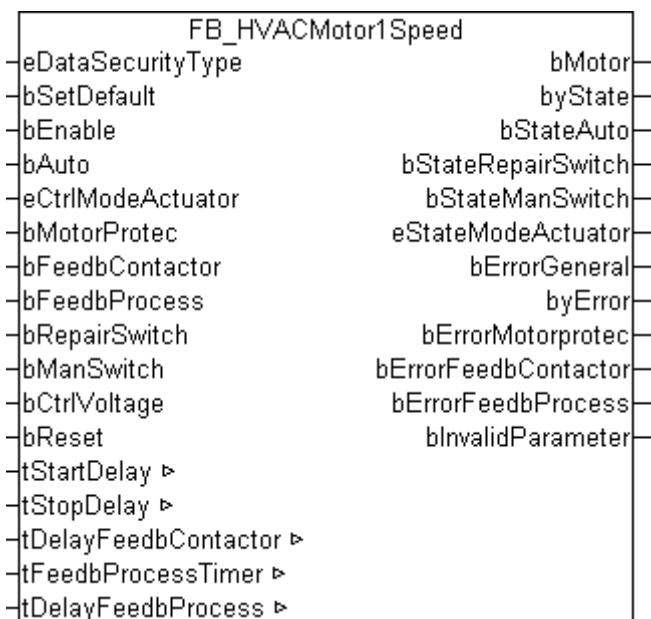 FB_HVACMotor1Speed
eDataSecurityType bMotor
bSetDefault byState
bEnable bStateAuto
bAuto bStateRepairSwitch
eCtrlModeActuator bStateManSwitch
bMotorProtec eStateModeActuator
bFeedbContactor bErrorGeneral
bFeedbProcess byError
bRepairSwitch bErrorMotorprotec
bManSwitch bErrorFeedbContactor
bCtrlVoltage bErrorFeedbProcess
bReset bInvalidParameter
tStartDelay ▹
tStopDelay ▹
tDelayFeedbContactor ▹
tFeedbProcessTimer ▹
tDelayFeedbProcess ▹